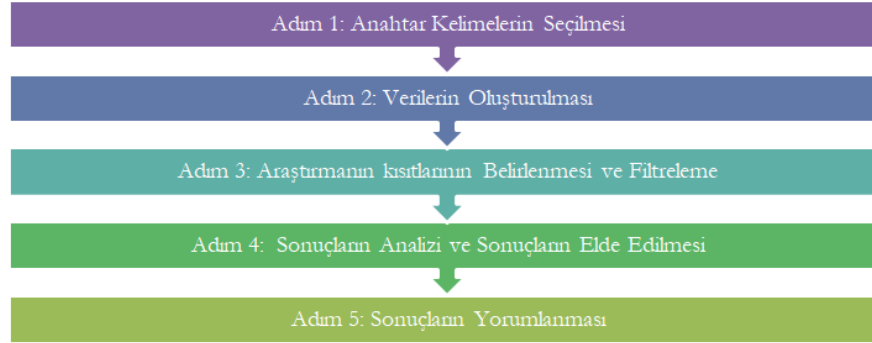 Adım 1: Anahtar Kelimelerin Seçilmesi
Adım 2: Verilerin Oluşturulması
Adım 3: Araştırmanın kısıtlarının Belirlenmesi ve Filtreleme
Adım 4: Sonuçların Analizi ve Sonuçların Elde Edilmesi
Adım 5: Sonuçların Yorumlanması